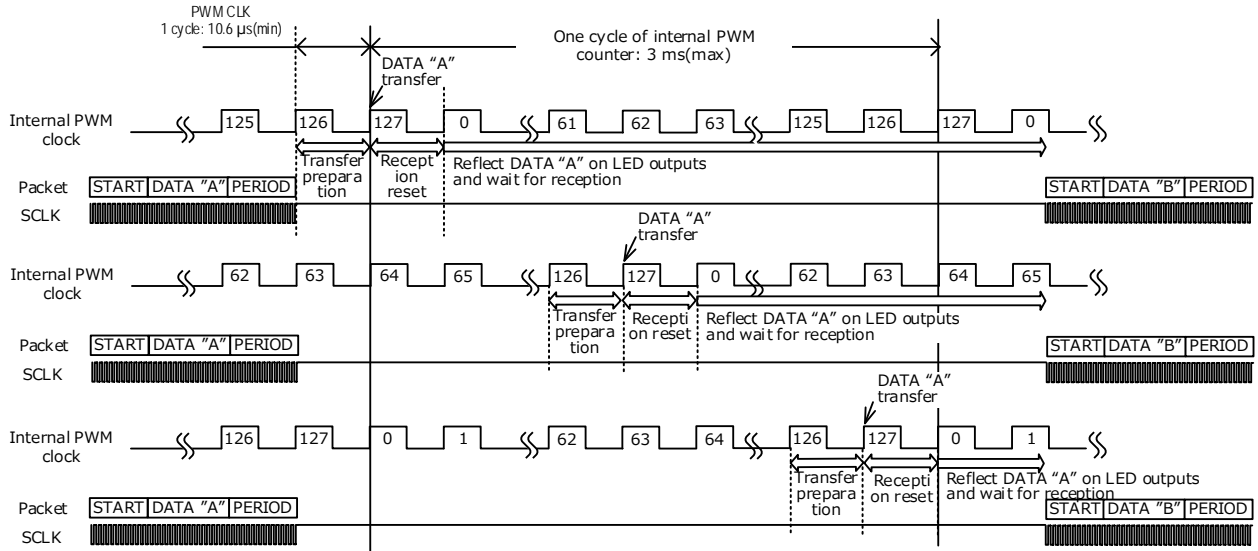 PWM CLK
1 cycle: 10.6 µs(min)
One cycle of internal PWM
counter: 3 ms(max)
DATA “A”
transfer
Internal PWM
clock
125 126 127 0 61 62 63 125 126 127 0
Transfer
prepara
tion
Recept
ion
reset
Reflect DATA “A” on LED outputs
and wait for reception
Packet START DATA "A" PERIOD START DATA "B" PERIOD
SCLK
DATA “A”
transfer
Internal PWM
clock
62 63 64 65 126 127 0 62 63 64 65
Transfer
prepara
tion
Recepti
on reset
Reflect DATA “A” on LED outputs
and wait for reception
Packet START DATA "A" PERIOD START DATA "B" PERIOD
SCLK
DATA “A”
transfer
Internal PWM
clock
126 127 0 1 62 63 64 126 127 0 1
Transfer
prepara
tion
Recepti
on reset
Reflect DATA “A” on LED outputs
and wait for reception
Packet START DATA "A" PERIOD START DATA "B" PERIOD
SCLK